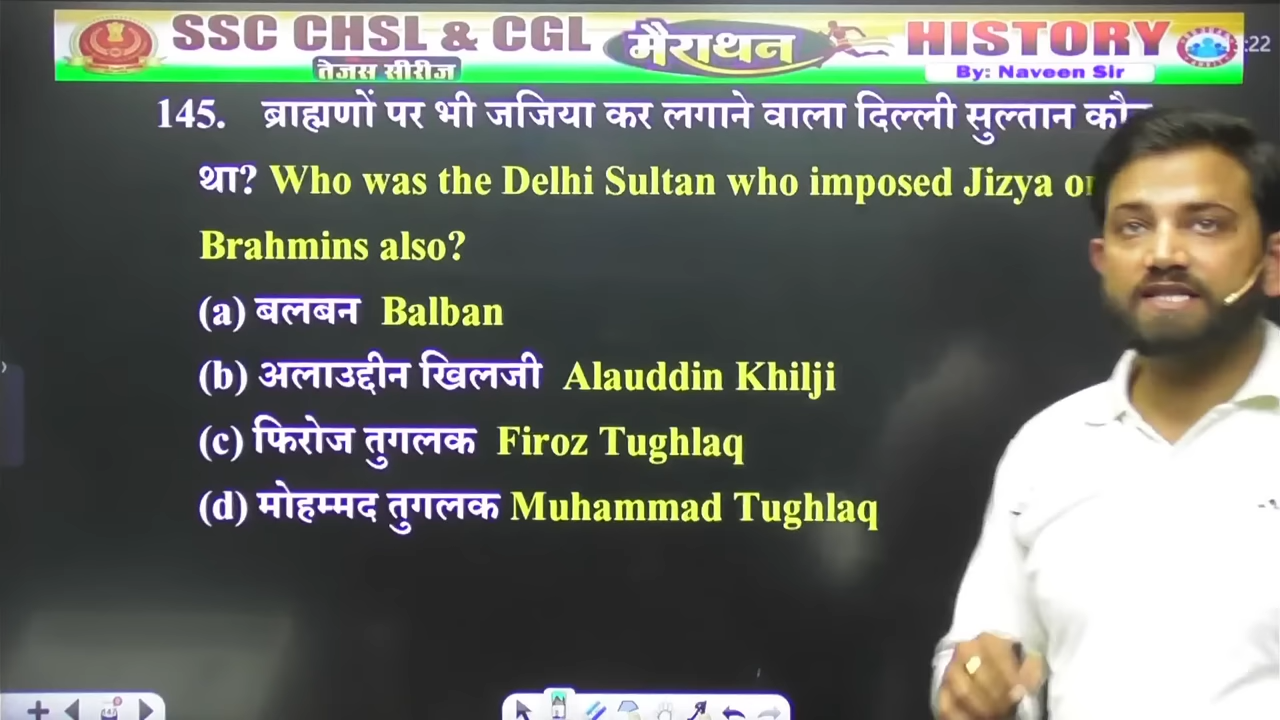 SSC CHSL & CGL
तेजस सीरीज
मैराथन
HISTORY
By: Naveen Sir
:22
145. ब्राह्मणों पर भी जजिया कर लगाने वाला दिल्ली सुल्तान
था? Who was the Delhi Sultan who imposed Jizya
Brahmins also?
(a) बलबन Balban
(b) अलाउद्दीन खिलजी Alauddin Khilji
(c) फिरोज तुगलक Firoz Tughlaq
(d) मोहम्मद तुगलक Muhammad Tughlaq